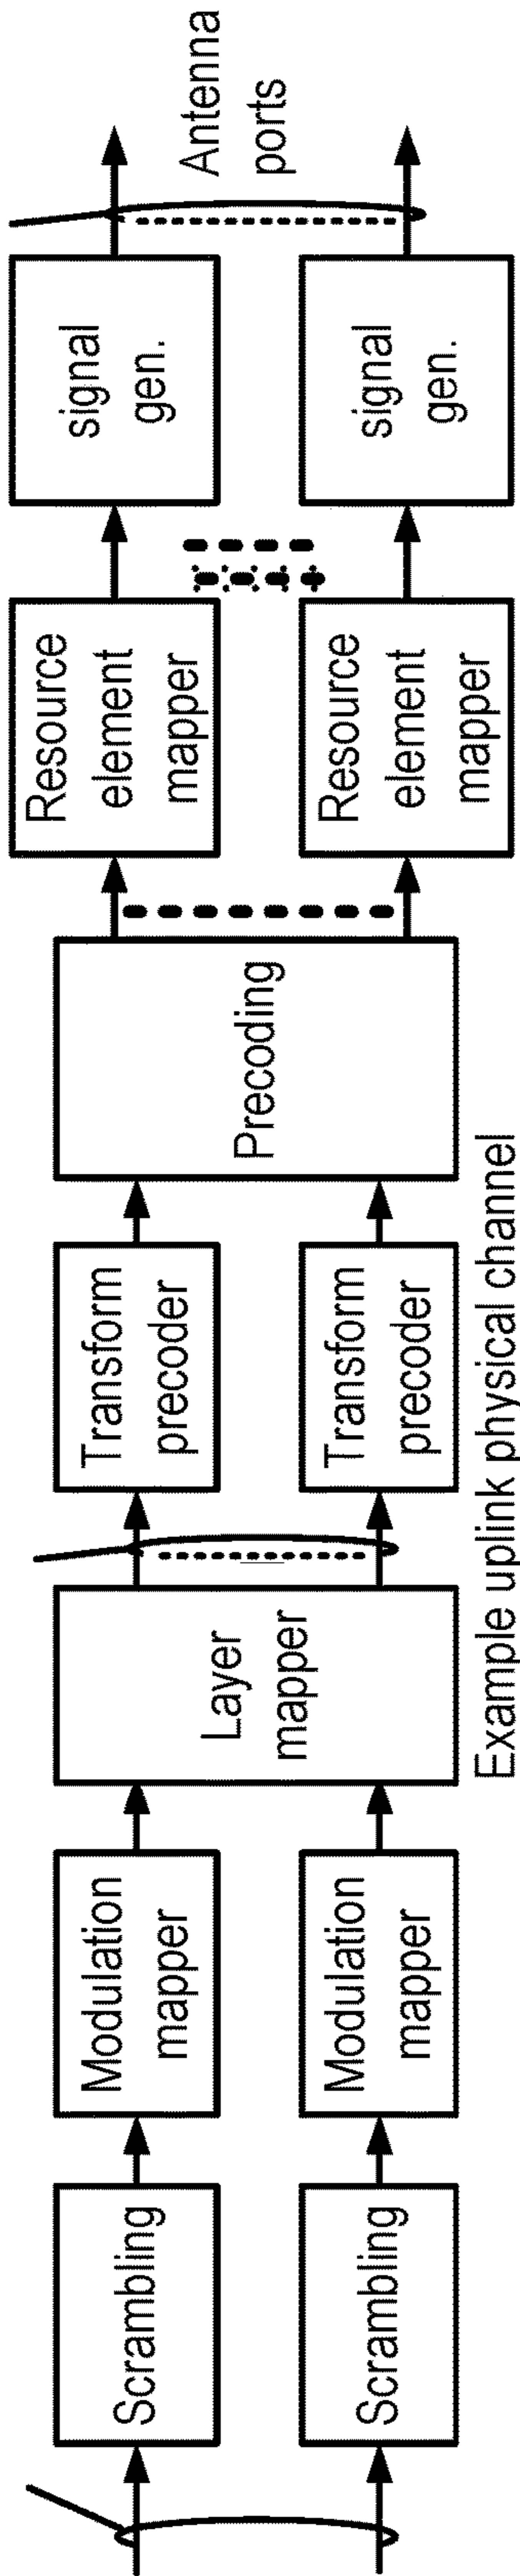 Scrambling
Modulation
mapper
Layer
mapper
Transform
precoder
Precoding
Resource
element
mapper
signal
gen.
Antenna
ports
Scrambling
Modulation
mapper
Transform
precoder
Resource
element
mapper
signal
gen.
Example uplink physical channel